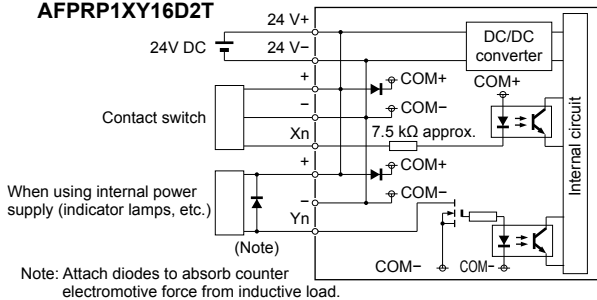 AFPRP1XY16D2T
24V DC
24 V+
24 V−
DC/DC
converter
+
COM+
COM+
−
COM−
Contact switch
Xn
7.5 kΩ approx.
Internal circuit
+
COM+
When using internal power
supply (indicator lamps, etc.)
−
COM−
Yn
(Note)
COM−
COM−
Note: Attach diodes to absorb counter
electromotive force from inductive load.